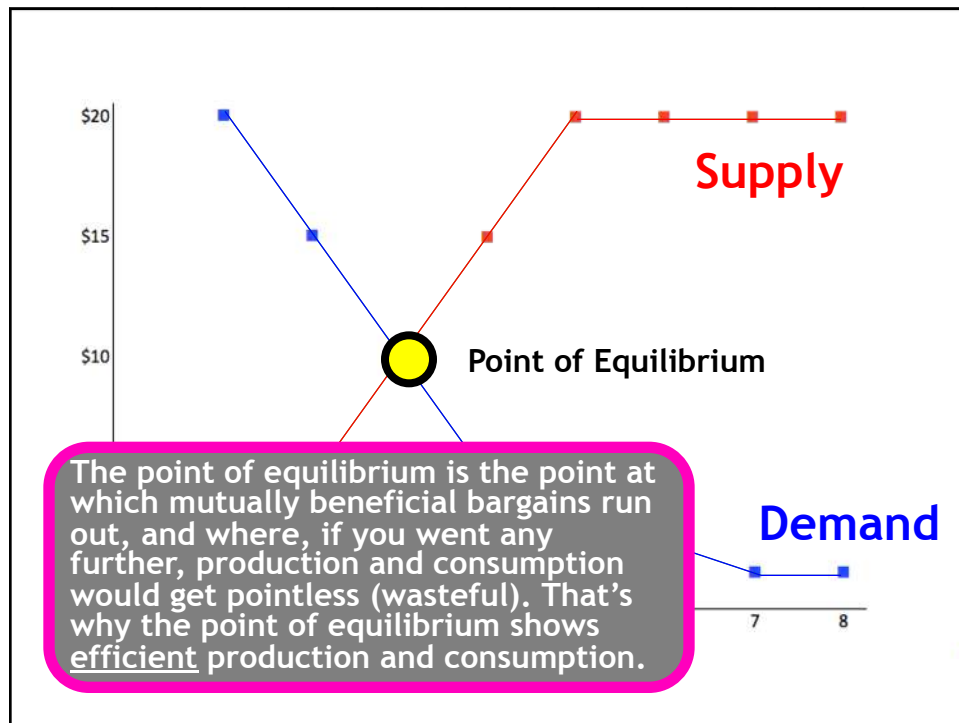 $20
Supply
$15
$10
Point of Equilibrium
The point of equilibrium is the point at
which mutually beneficial bargains run
out, and where, if you went any
further, production and consumption
would get pointless (wasteful). That’s
why the point of equilibrium shows
efficient production and consumption.
Demand
7 8